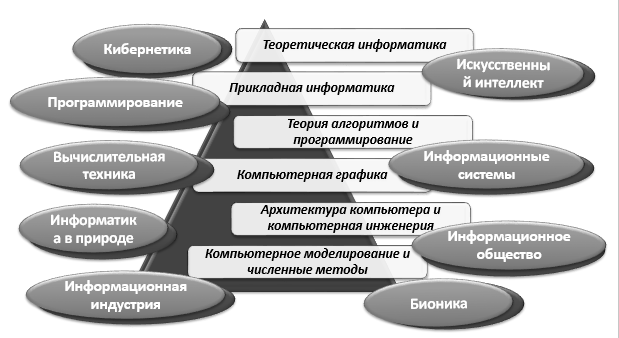 Кибернетика
Теоретическая информатика
Искусственны
й интеллект
Прикладная информатика
Программирование
Теория алгоритмов и
программирование
Вычислительная
техника
Компьютерная графика
Информационные
системы
Информатик
а в природе
Архитектура компьютера и
компьютерная инженерия
Информационное
общество
Компьютерное моделирование и
численные методы
Информационная
индустрия
Бионика